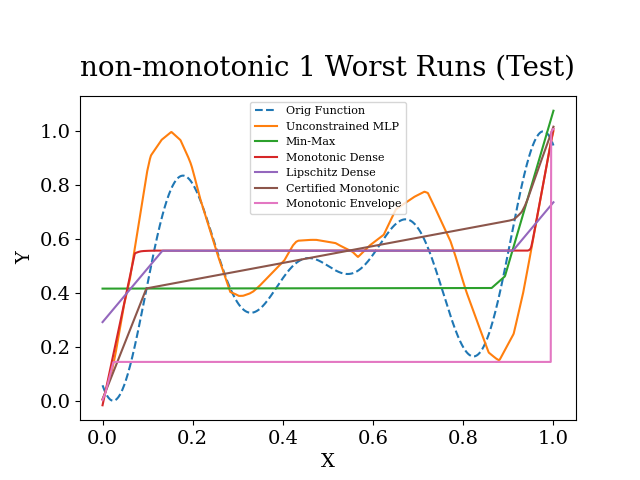 non-monotonic 1 Worst Runs (Test)
Orig Function
Unconstrained MLP
Min-Max
Monotonic Dense
Lipschitz Dense
Certified Monotonic
Monotonic Envelope
Y
1.0
0.8
0.6
0.4
0.2
0.0
0.0 0.2 0.4 0.6 0.8 1.0
X